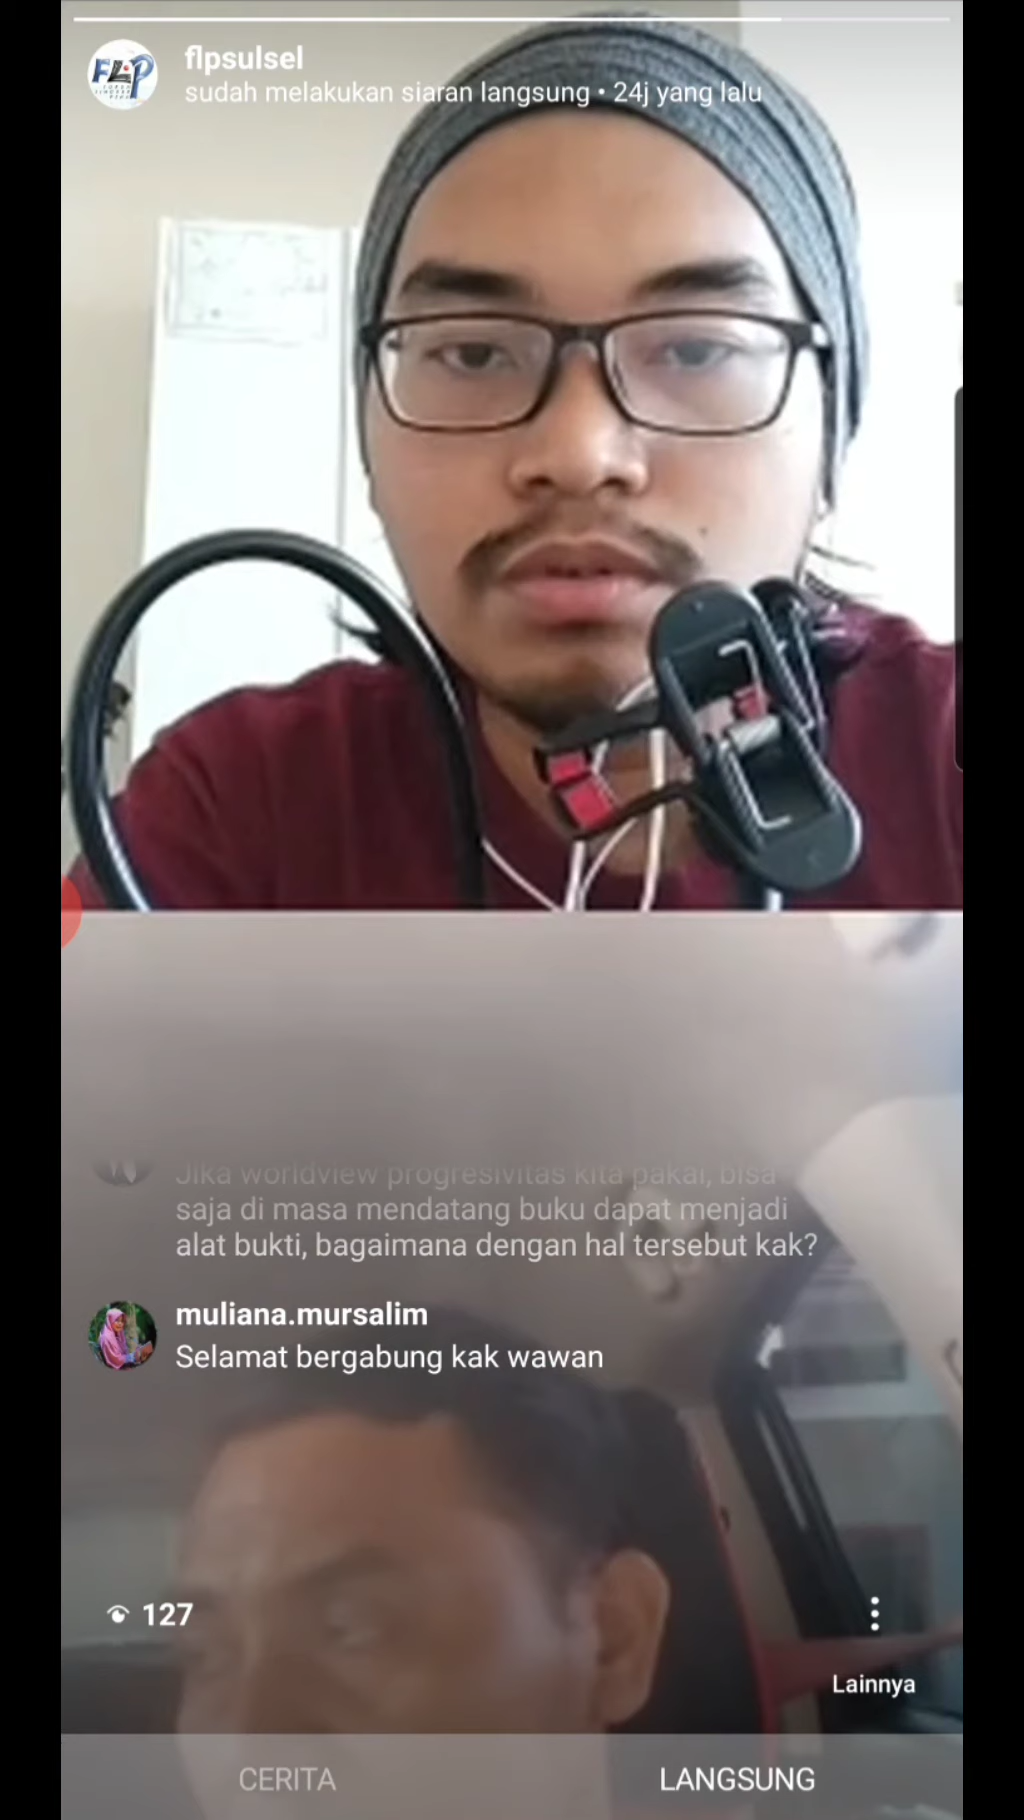 FLP
flpsulsel
sudah melakukan siaran langsung • 24j yang lalu
Jika worldview progresivitas kita pakai, bisa
saja di masa mendatang buku dapat menjadi
alat bukti, bagaimana dengan hal tersebut kak?
muliana.mursalim
Selamat bergabung kak wawan
127
Lainnya
CERITA
LANGSUNG